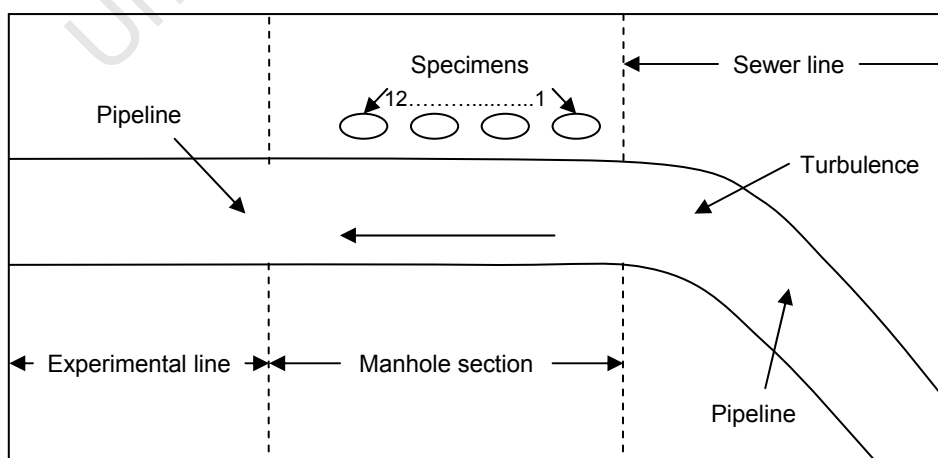 Specimens
Sewer line
12……….....…....1
Pipeline
Turbulence
Experimental line
Manhole section
Pipeline